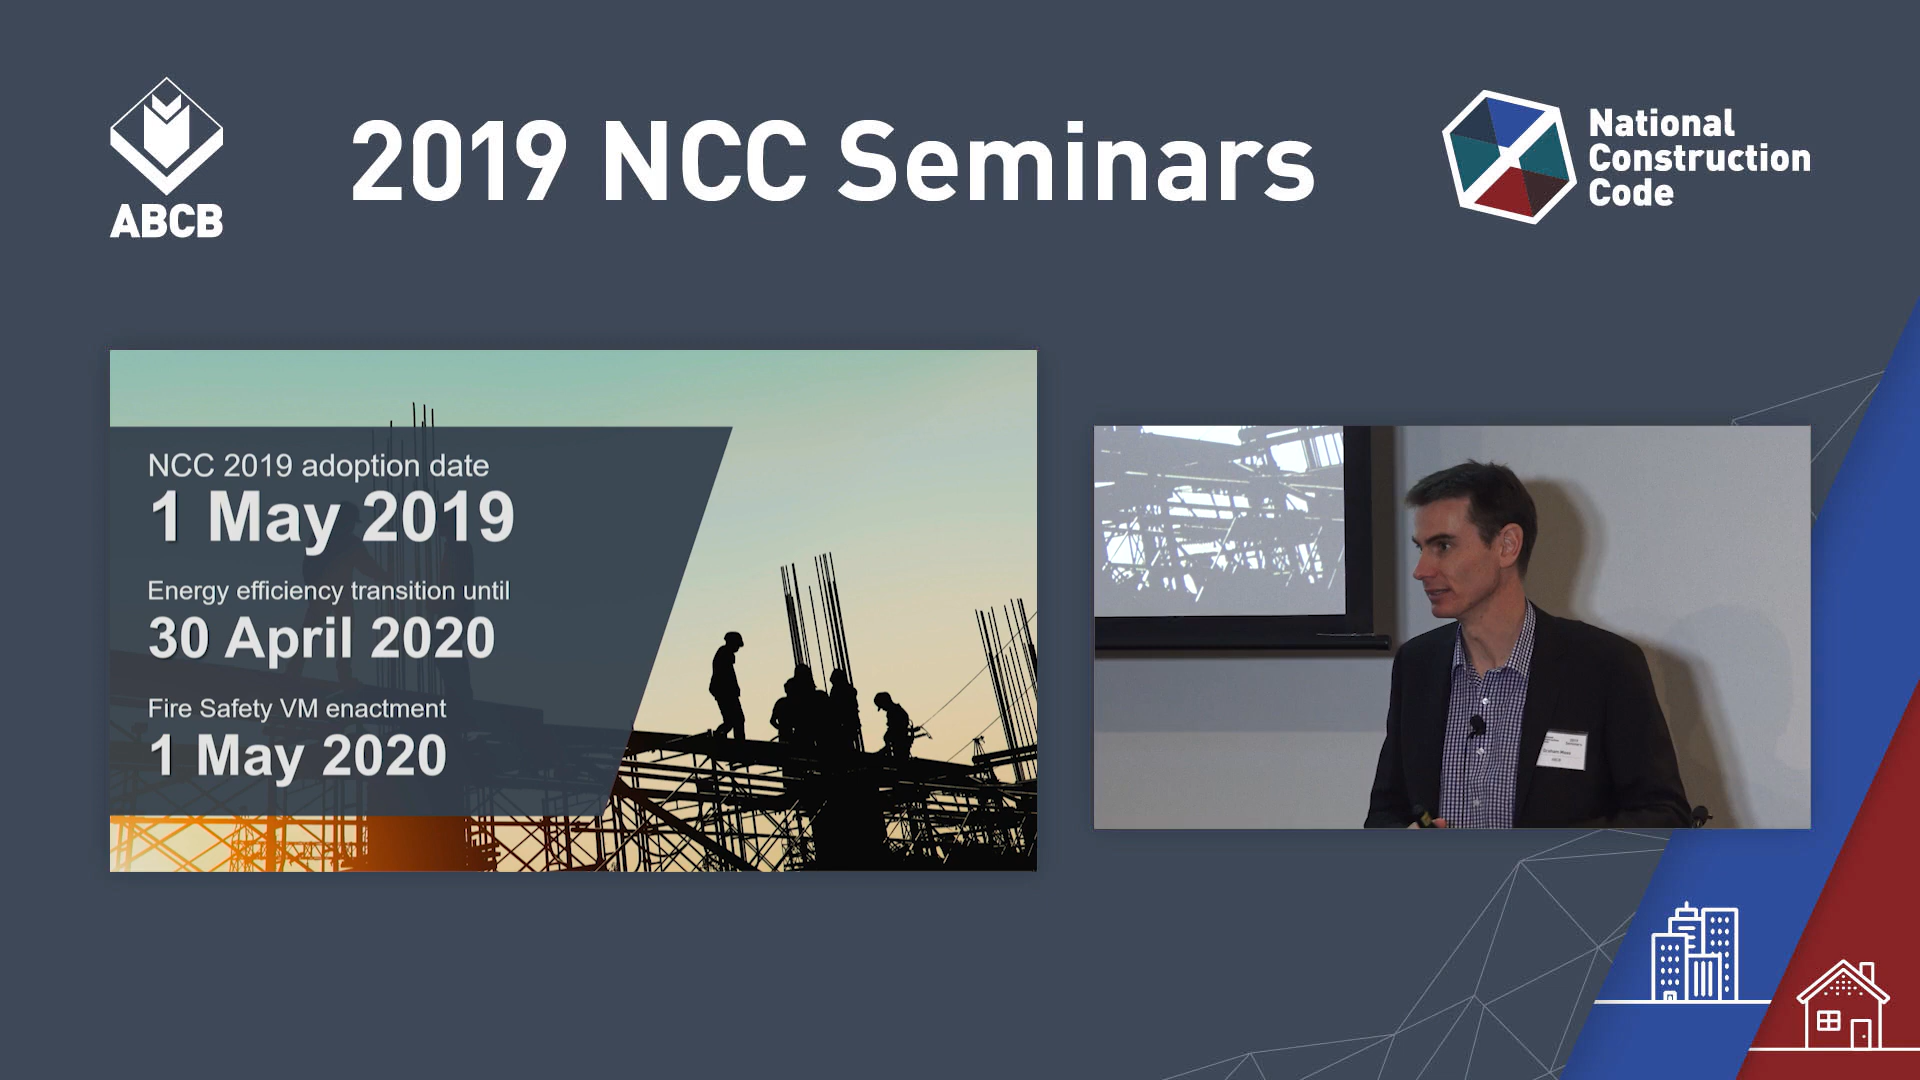 ABCB
2019 NCC Seminars
National
Construction
Code
NCC 2019 adoption date
1 May 2019
Energy efficiency transition until
30 April 2020
Fire Safety VM enactment
1 May 2020